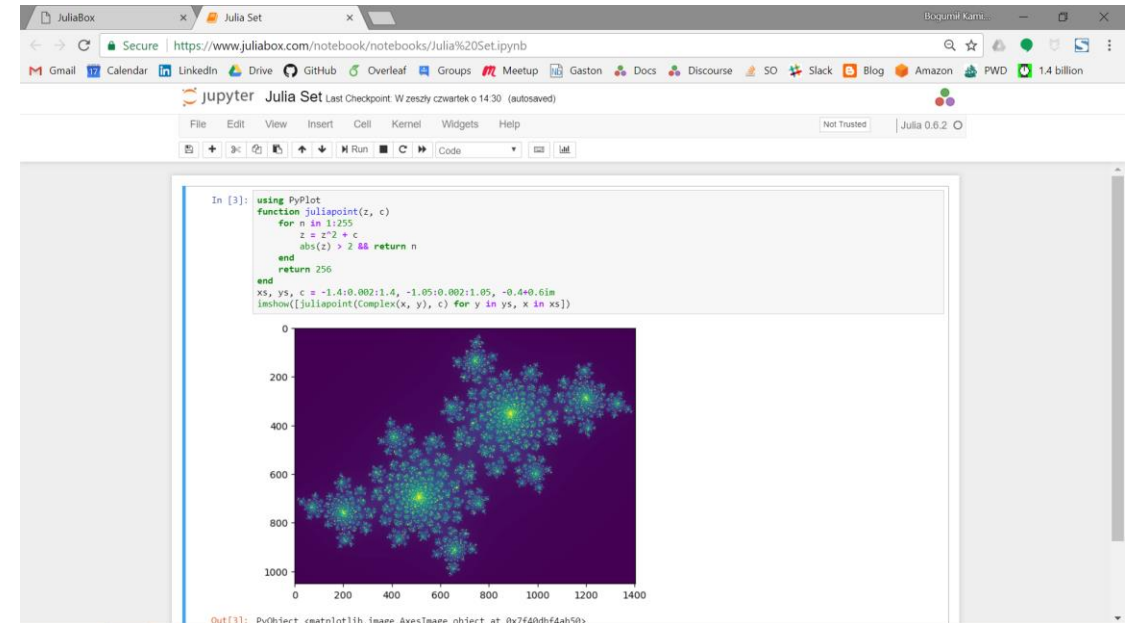 JuliaBox
Julia Set
Bogumił Kami...
Secure https://www.juliabox.com/notebook/notebooks/Julia%20Set.ipynb
Gmail 17 Calendar LinkedIn Drive GitHub Overleaf Groups Meetup Gaston Docs Discourse SO Slack Blog Amazon PWD 1.4 billion
jupyter Julia Set Last Checkpoint: W zeszły czwartek o 14:30 (autosaved)
File Edit View Insert Cell Kernel Widgets Help Not Trusted Julia 0.6.2
Run Code
In [3]: using PyPlot
function juliapoint(z, c)
for n in 1:255
z = z^2 + c
abs(z) > 2 && return n
end
return 256
end
xs, ys, c = -1.4:0.002:1.4, -1.05:0.002:1.05, -0.4+0.6im
imshow([juliapoint(Complex(x, y), c) for y in ys, x in xs])
0
200
400
600
800
1000
0 200 400 600 800 1000 1200 1400
Out[3]: PyObject <matplotlib.image.AxesImage object at 0x7f40dbf4ab50>